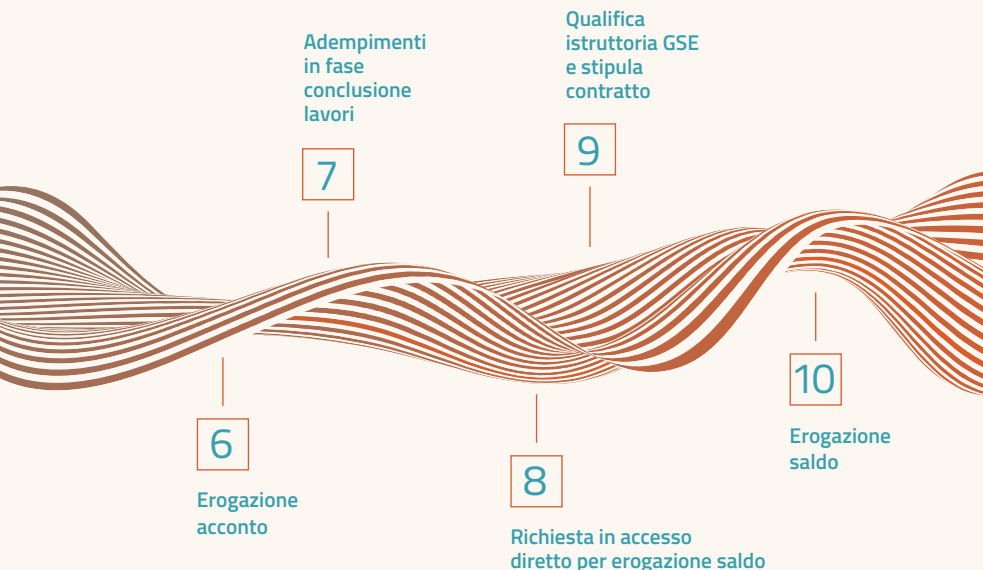 6
Erogazione
acconto
Adempimenti
in fase
conclusione
lavori
7
8
Richiesta in accesso
diretto per erogazione saldo
Qualifica
istruttoria GSE
e stipula
contratto
9
10
Erogazione
saldo